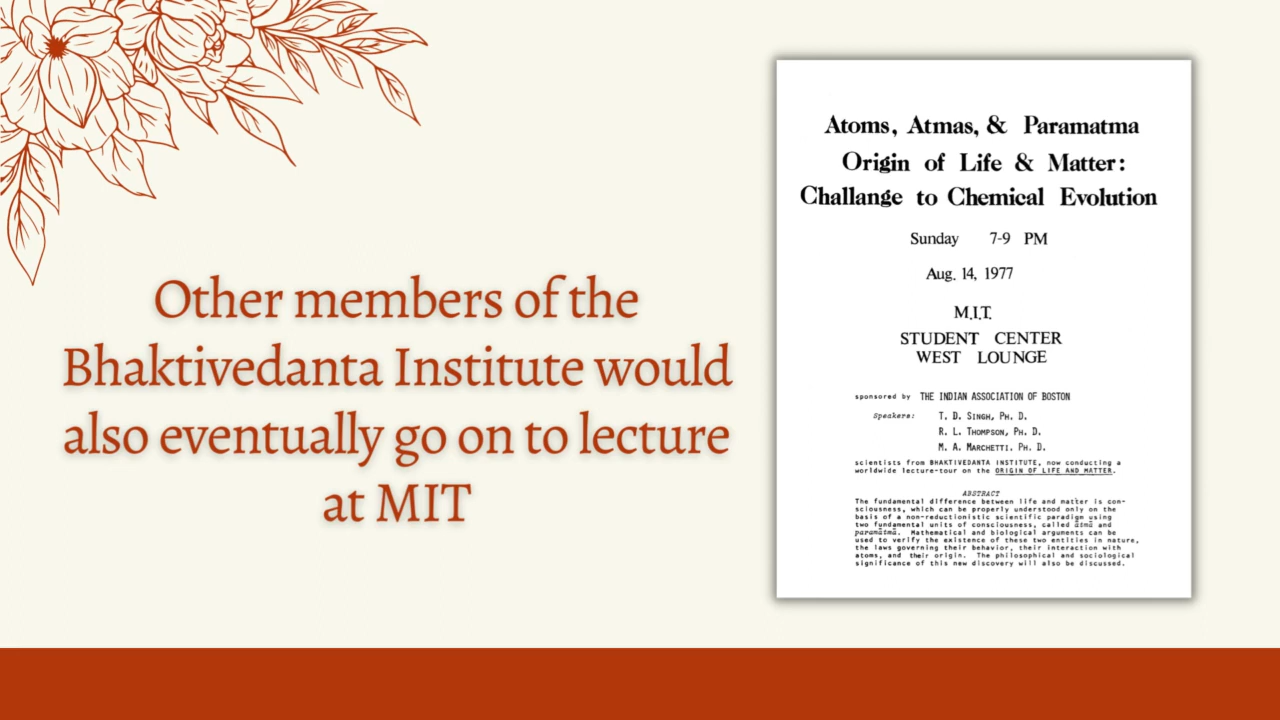 Other members of the
Bhaktivedanta Institute would
also eventually go on to lecture
at MIT
Atoms, Atmas, & Paramatma
Origin of Life & Matter:
Challange to Chemical Evolution
Sunday 7-9 PM
Aug. 14, 1977
M.I.T.
STUDENT CENTER
WEST LOUNGE
sponsored by THE INDIAN ASSOCIATION OF BOSTON
Speakers: T. D. SINGH, PH. D.
R. L. THOMPSON, PH. D.
M. A. MARCHETTI. PH. D.
scientists from BHAKTIVEDANTA INSTITUTE, now conducting a
worldwide lecture-tour on the ORIGIN OF LIFE AND MATTER.
ABSTRACT
The fundamental difference between life and matter is con-
sciousness, which can be properly understood only on the
basis of a non-reductionistic scientific paradigm using
two fundamental units of consciousness, called ātmā and
paramātmā. Mathematical and biological arguments can be
used to verify the existence of these two entities in nature,
the laws governing their behavior, their interaction with
atoms, and their origin. The philosophical and sociological
significance of this new discovery will also be discussed.